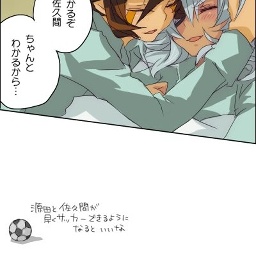 かるぞ
佐久間
ちゃんと
わかるから…
源田と佐久間が
早くサッカーできるように
なると いいな